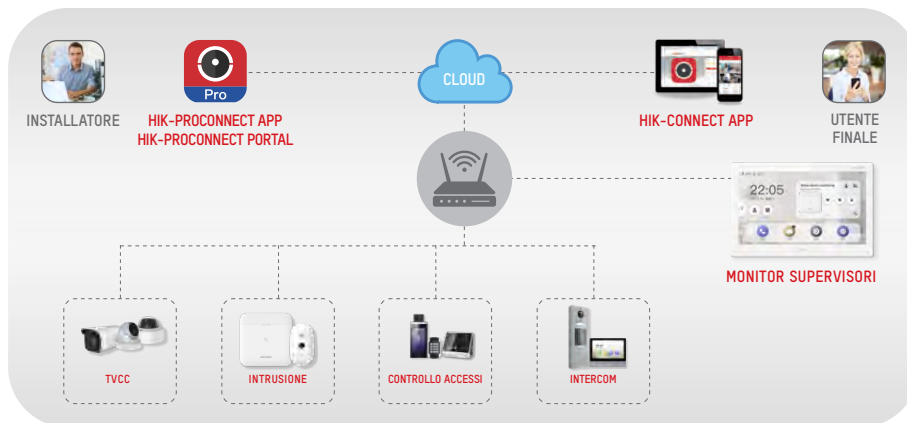 CLOUD
Pro
INSTALLATORE
HIK-PROCONNECT APP
HIK-PROCONNECT PORTAL
HIK-CONNECT APP
UTENTE
FINALE
22:05
MONITOR SUPERVISORI
TVCC
INTRUSIONE
CONTROLLO ACCESSI
INTERCOM